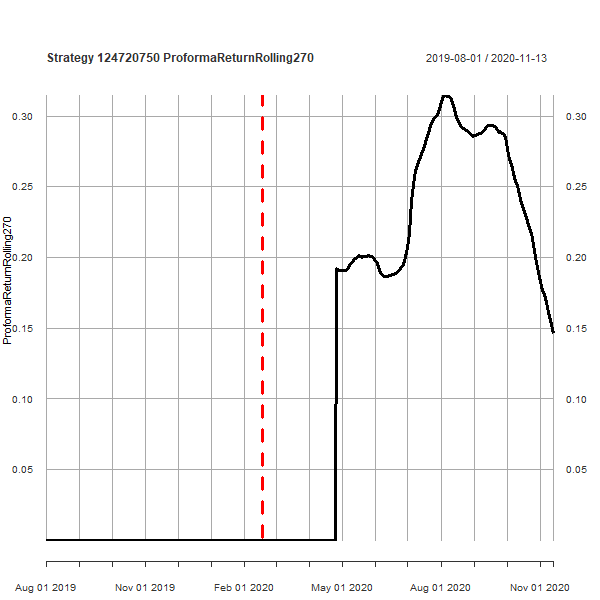 Strategy 124720750 ProformaReturnRolling270
2019-08-01 / 2020-11-13
ProformaReturnRolling270
0.30
0.25
0.20
0.15
0.10
0.05
0.30
0.25
0.20
0.15
0.10
0.05
Aug 01 2019
Nov 01 2019
Feb 01 2020
May 01 2020
Aug 01 2020
Nov 01 2020